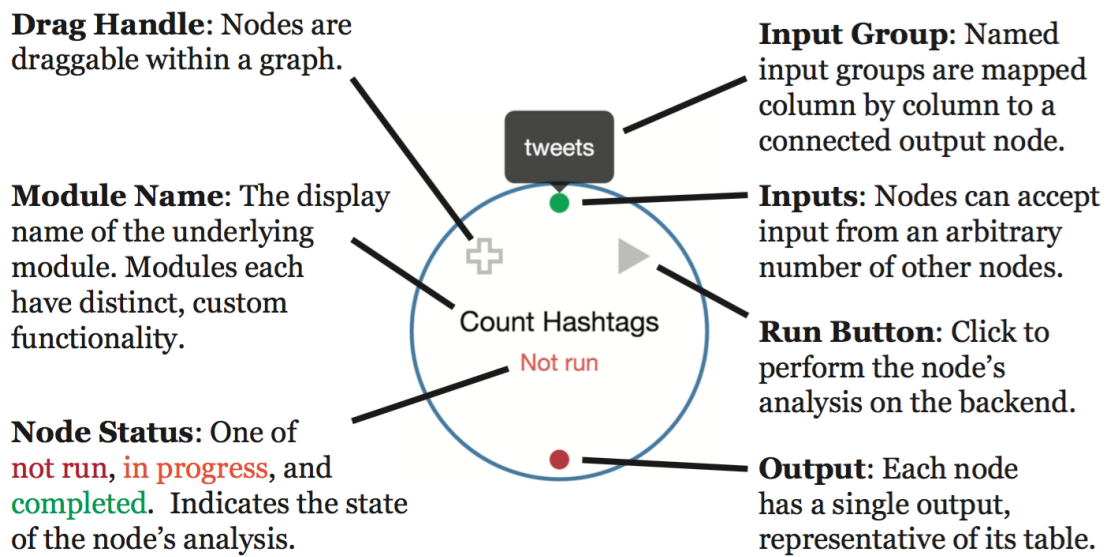 Drag Handle: Nodes are
draggable within a graph.
Module Name: The display
name of the underlying
module. Modules each
have distinct, custom
functionality.
Node Status: One of
not run, in progress, and
completed. Indicates the state
of the node's analysis.
tweets
Count Hashtags
Not run
Input Group: Named
input groups are mapped
column by column to a
connected output node.
Inputs: Nodes can accept
input from an arbitrary
number of other nodes.
Run Button: Click to
perform the node's
analysis on the backend.
Output: Each node
has a single output,
representative of its table.